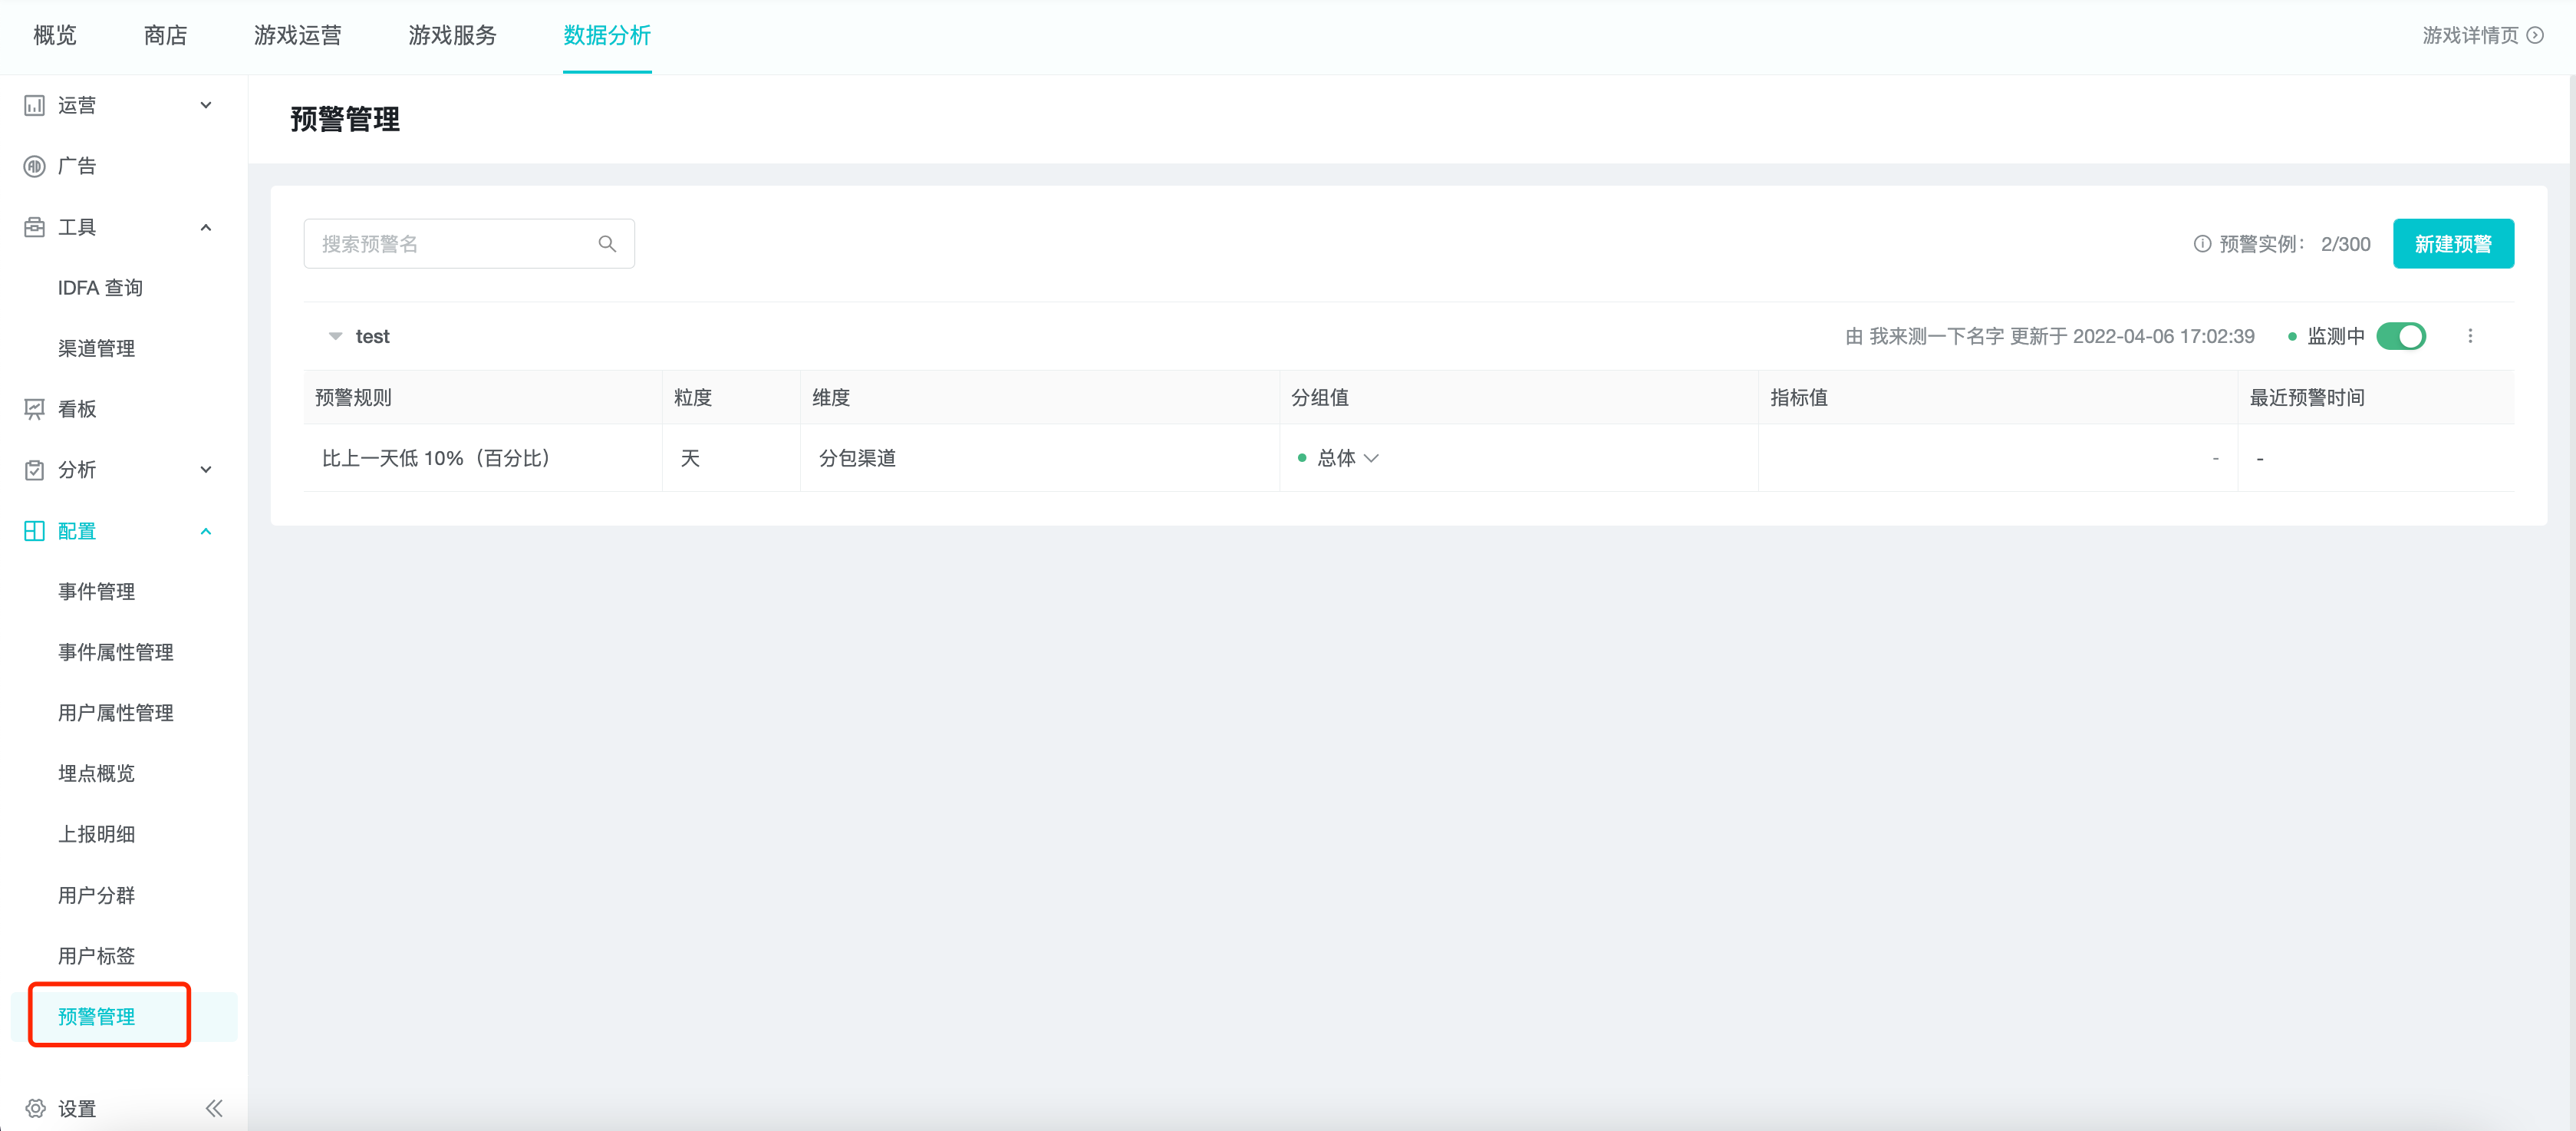 概览 商店 游戏运营 游戏服务 数据分析 游戏详情页
运营
广告
工具
IDFA 查询
渠道管理
看板
分析
配置
事件管理
事件属性管理
用户属性管理
埋点概览
上报明细
用户分群
用户标签
预警管理
设置
预警管理
搜索预警名 预警实例： 2/300 新建预警
test 由 我来测一下名字 更新于 2022-04-06 17:02:39 监测中
预警规则 粒度 维度 分组值 指标值 最近预警时间
比上一天低 10%（百分比） 天 分包渠道 总体 - -